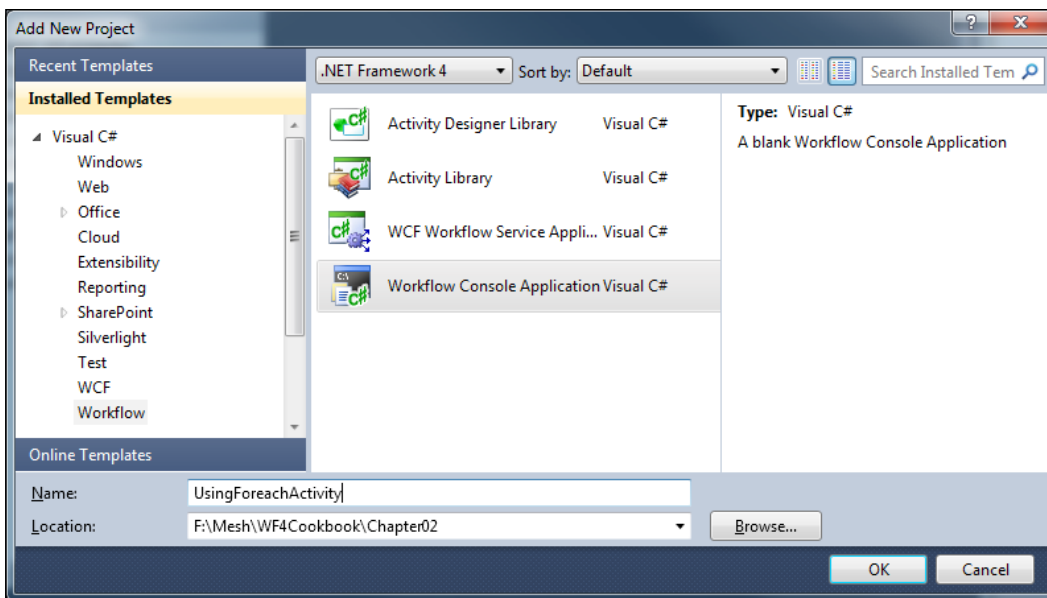 Add New Project
Recent Templates
.NET Framework 4 Sort by: Default Search Installed Tem
Installed Templates
Visual C#
Windows
Web
Office
Cloud
Extensibility
Reporting
SharePoint
Silverlight
Test
WCF
Workflow
Activity Designer Library Visual C#
Activity Library Visual C#
WCF Workflow Service Appli... Visual C#
Workflow Console Application Visual C#
Type: Visual C#
A blank Workflow Console Application
Online Templates
Name: UsingForeachActivity
Location: F:\Mesh\WF4Cookbook\Chapter02 Browse...
OK Cancel